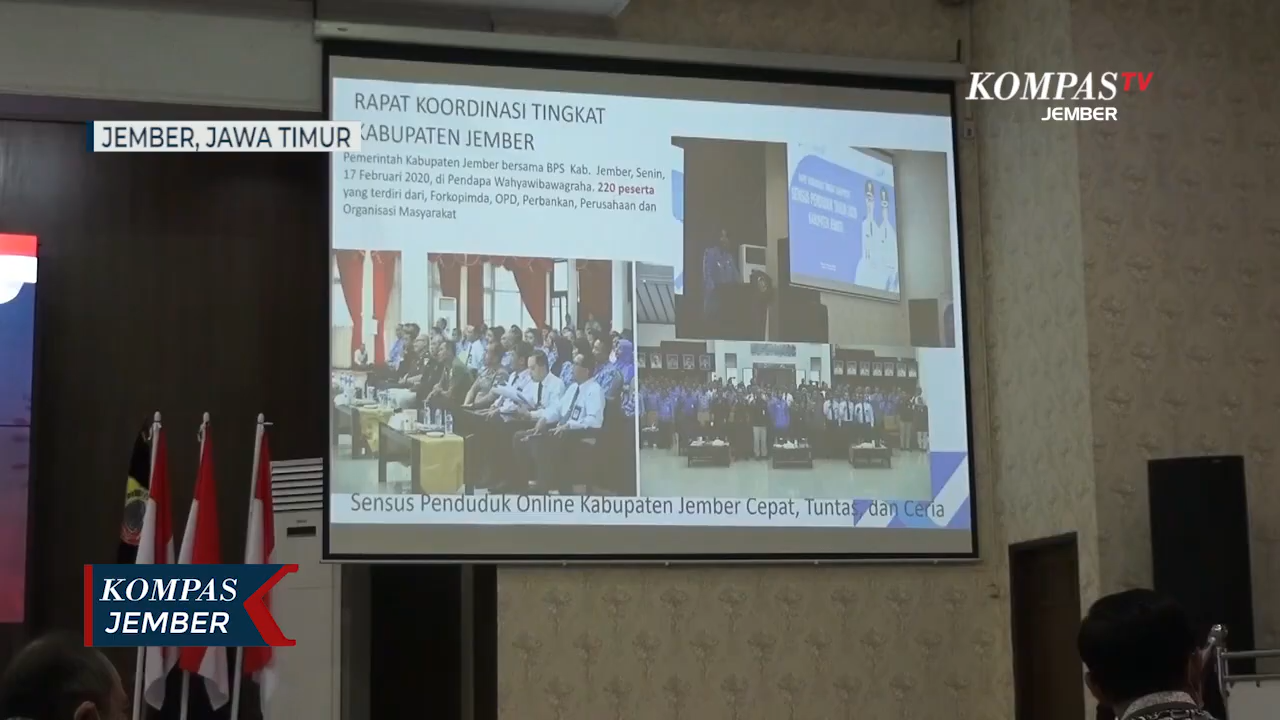 KOMPAS TV
JEMBER
JEMBER, JAWA TIMUR
RAPAT KOORDINASI TINGKAT
KABUPATEN JEMBER
Pemerintah Kabupaten Jember bersama BPS Kab. Jember, Senin,
17 Februari 2020, di Pendapa Wahyawibawagraha. 220 peserta
yang terdiri dari, Forkopimda, OPD, Perbankan, Perusahaan dan
Organisasi Masyarakat
KABUPATEN JEMBER
Sensus Penduduk Online Kabupaten Jember Cepat, Tuntas, dan Ceria
KOMPAS
JEMBER